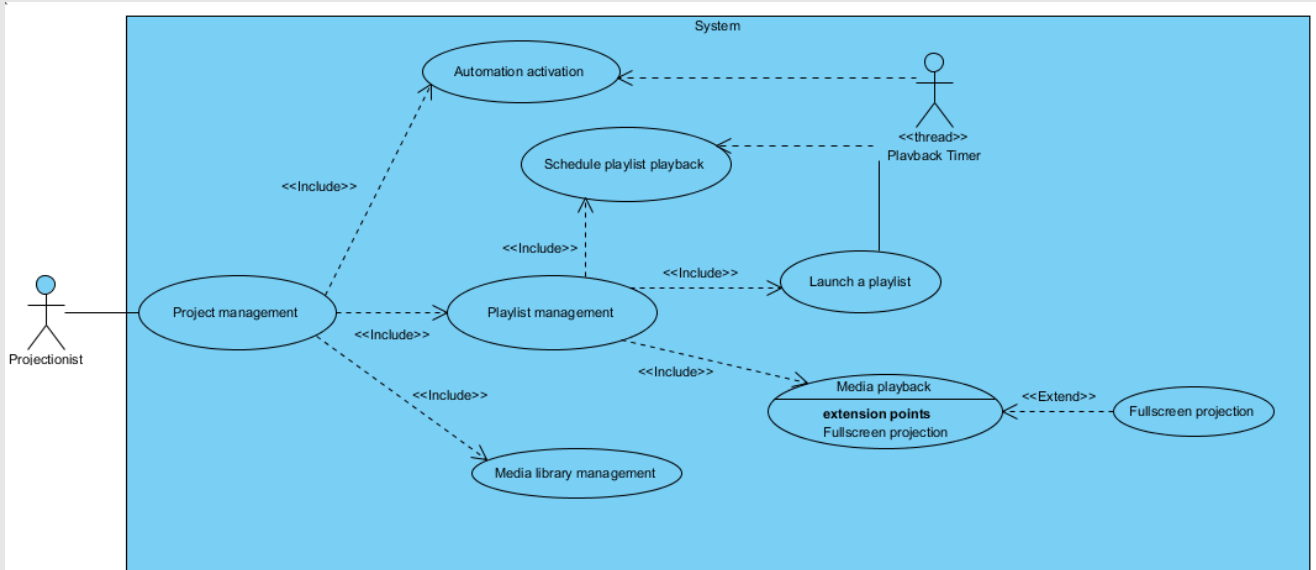 System
Automation activation
<<thread>>
Playback Timer
Schedule playlist playback
<<Include>>
<<Include>>
<<Include>>
Launch a playlist
Project management
Playlist management
<<Include>>
Projectionist
<<Include>>
Media playback
<<Include>>
<<Extend>>
extension points
Fullscreen projection
Fullscreen projection
Media library management